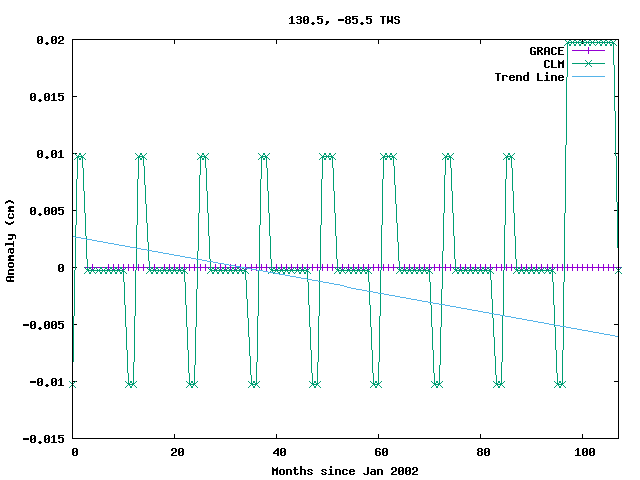 130.5, -85.5 TWS
GRACE
CLM
Trend Line
0.02
0.015
0.01
0.005
0
-0.005
-0.01
-0.015
Anomaly (cm)
0 20 40 60 80 100
Months since Jan 2002